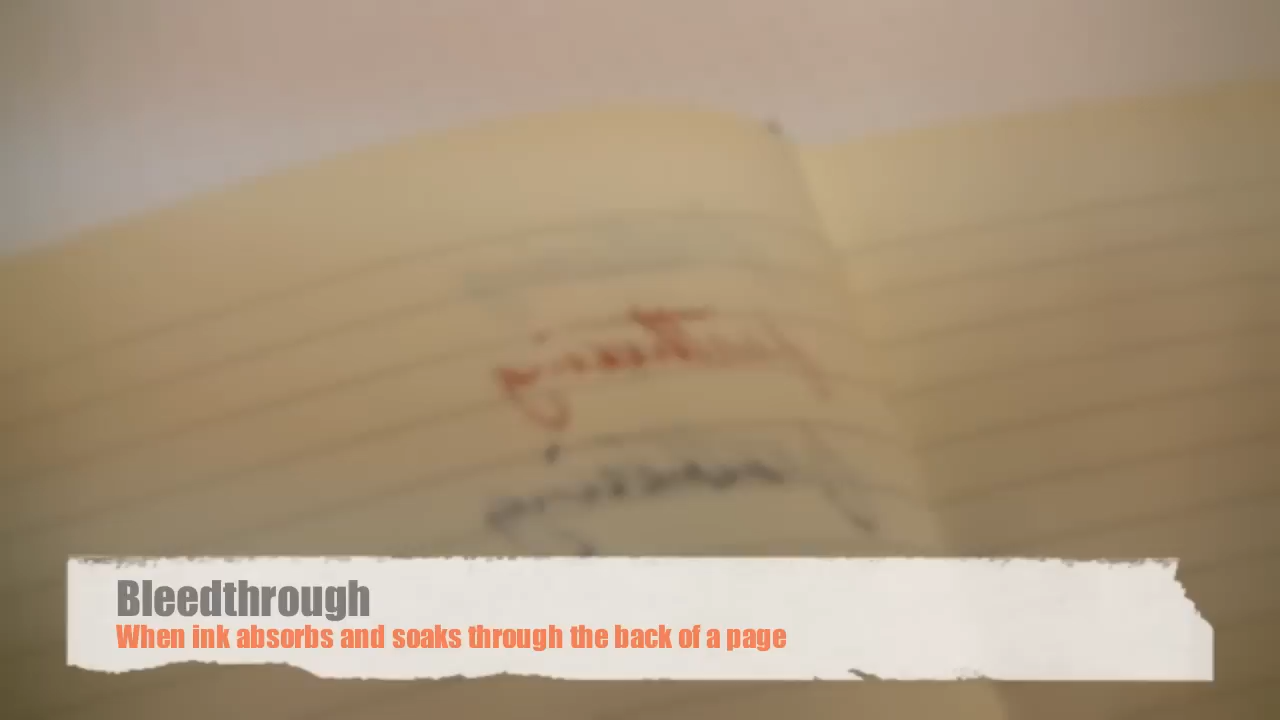 Bleedthrough
When ink absorbs and soaks through the back of a page